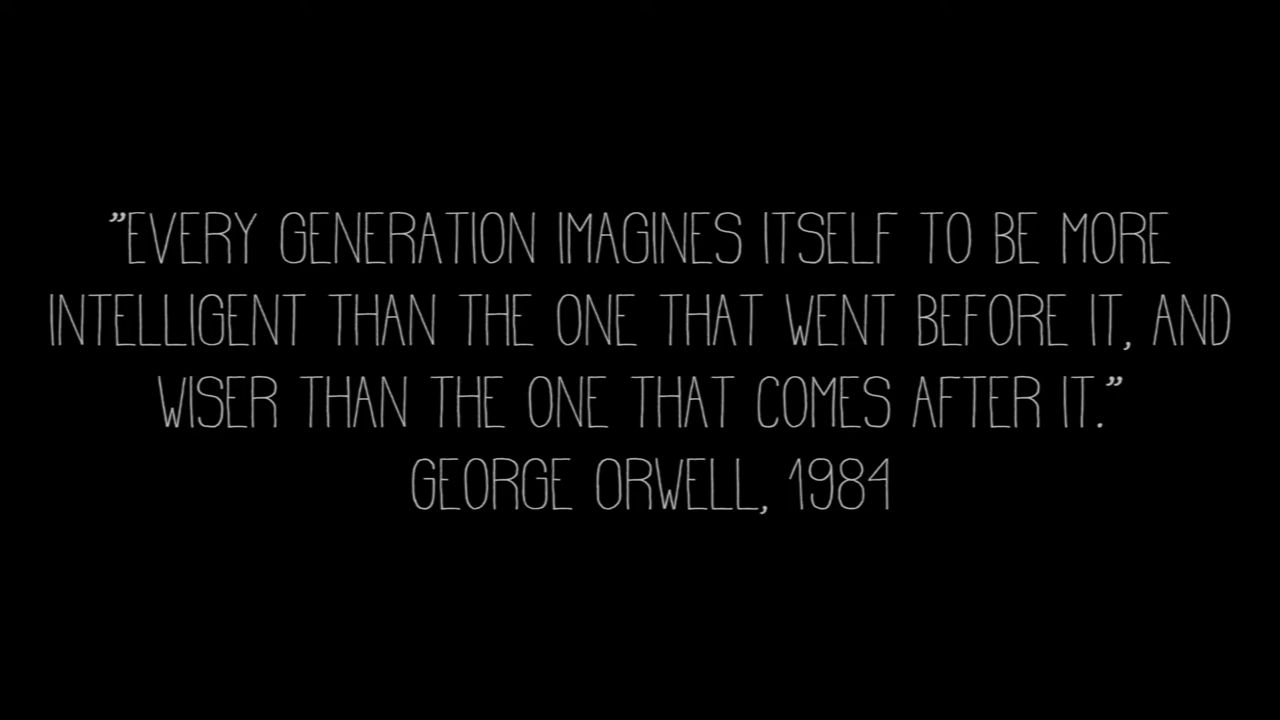 ”EVERY GENERATION IMAGINES ITSELF TO BE MORE
INTELLIGENT THAN THE ONE THAT WENT BEFORE IT, AND
WISER THAN THE ONE THAT COMES AFTER IT.”
GEORGE ORWELL, 1984